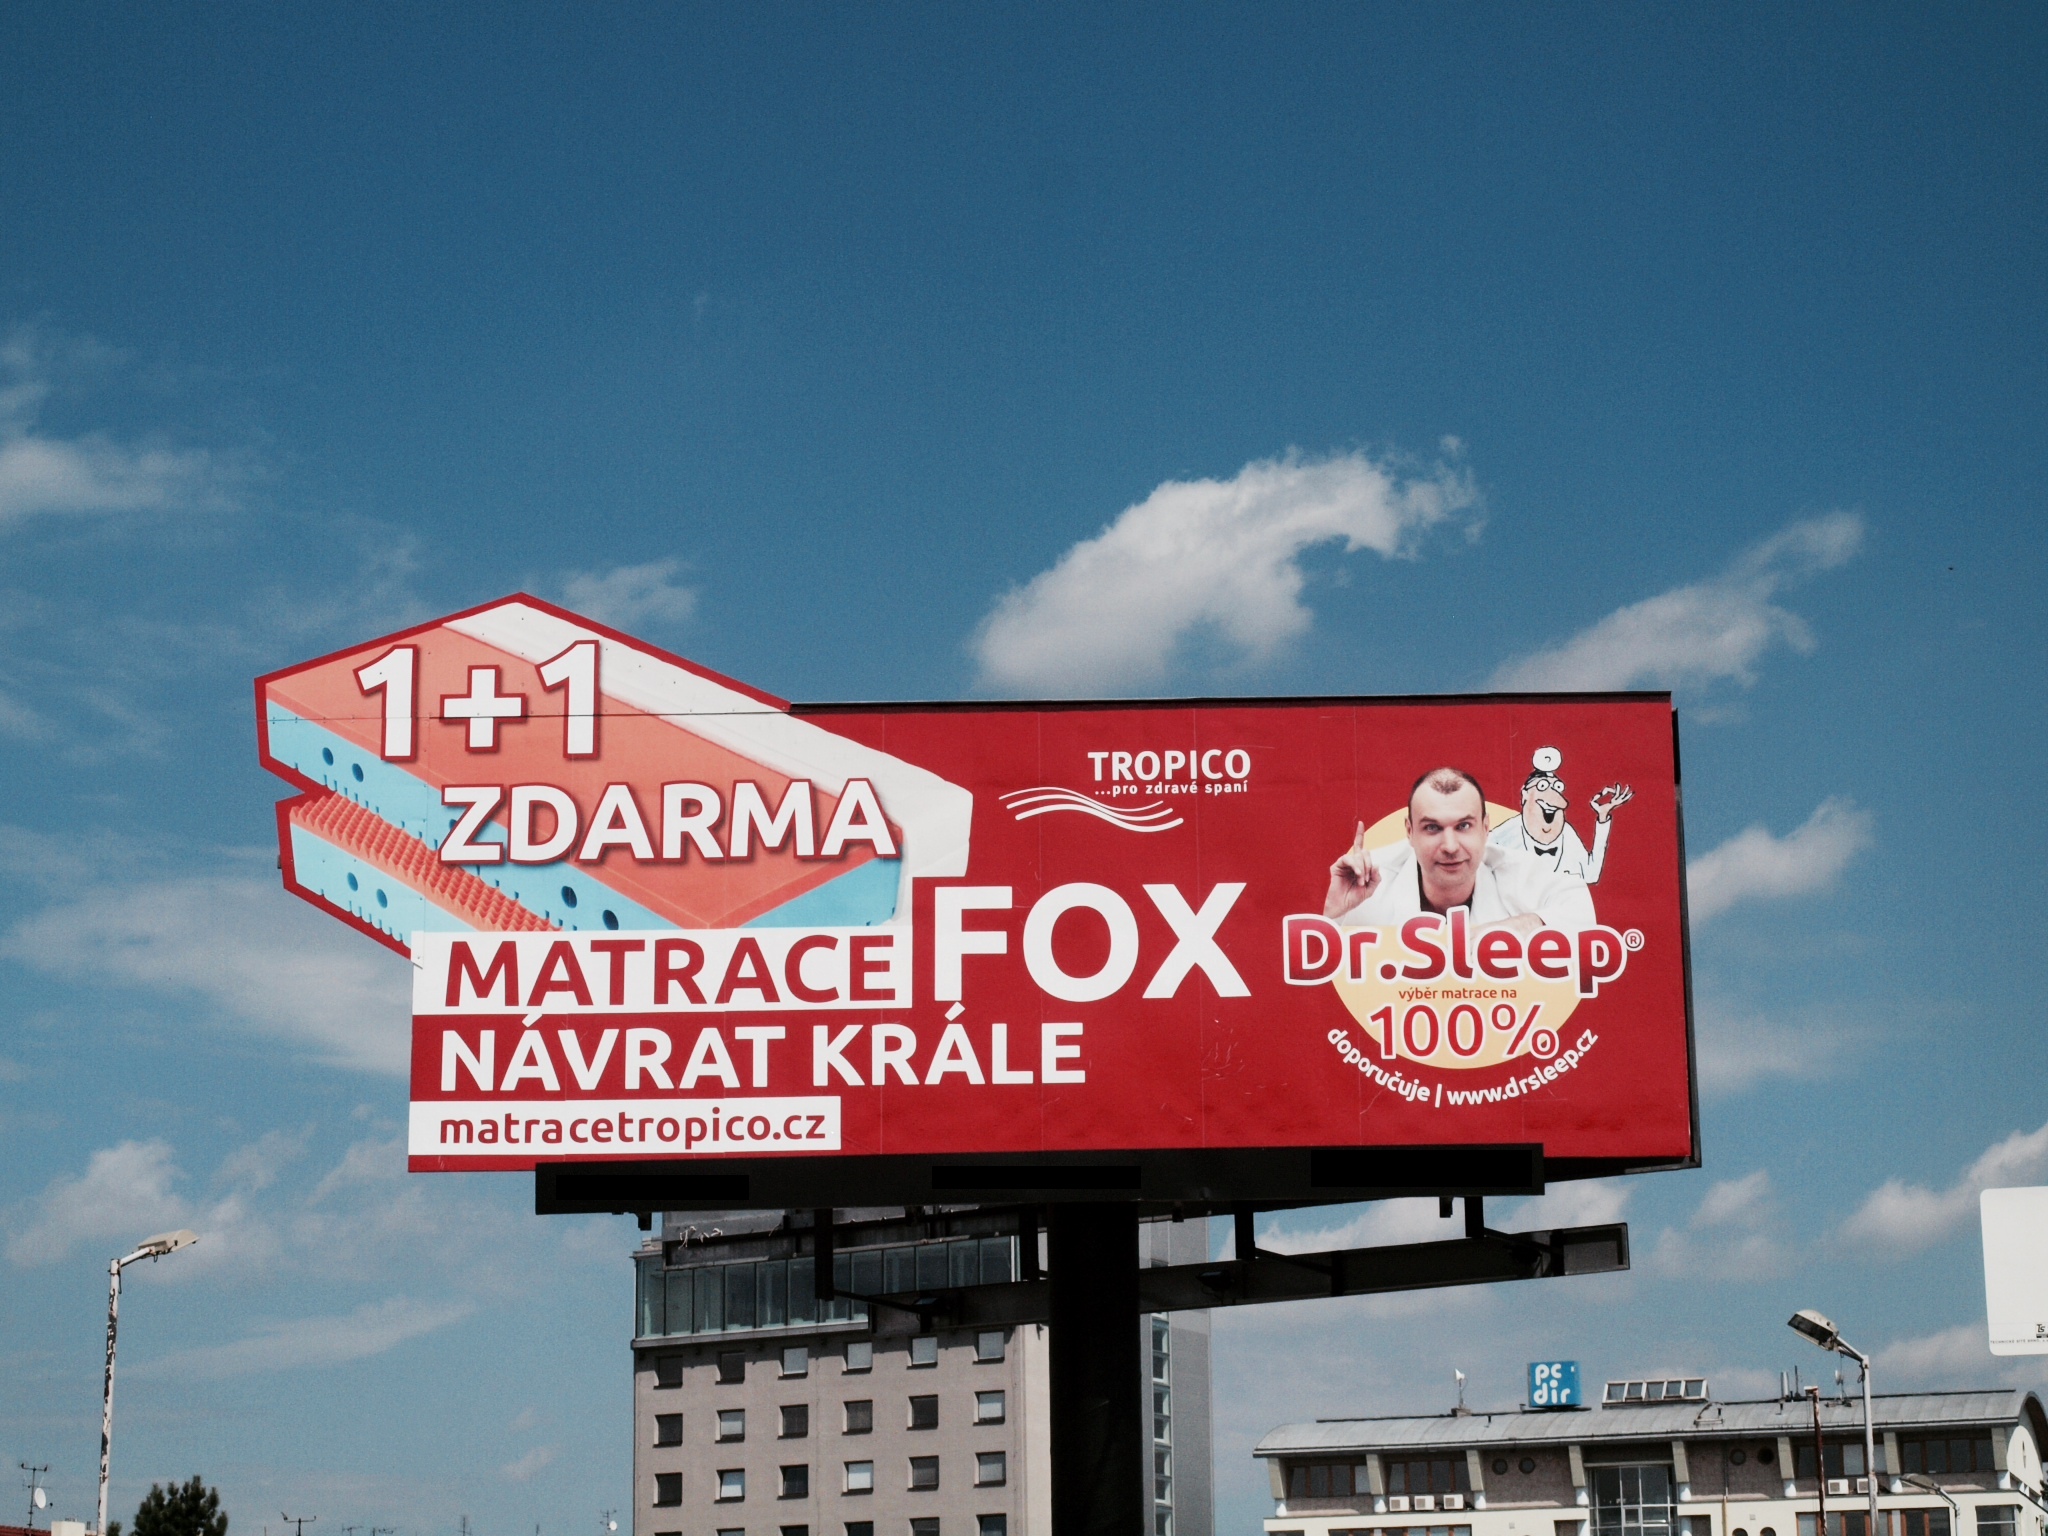 1+1
ZDARMA
MATRACE FOX
NÁVRAT KRÁLE
matracetropico.cz
TROPICO
...pro zdravé spaní
Dr.Sleep®
výběr matrace na
100%
doporučuje | www.drsleep.cz
pc
dir